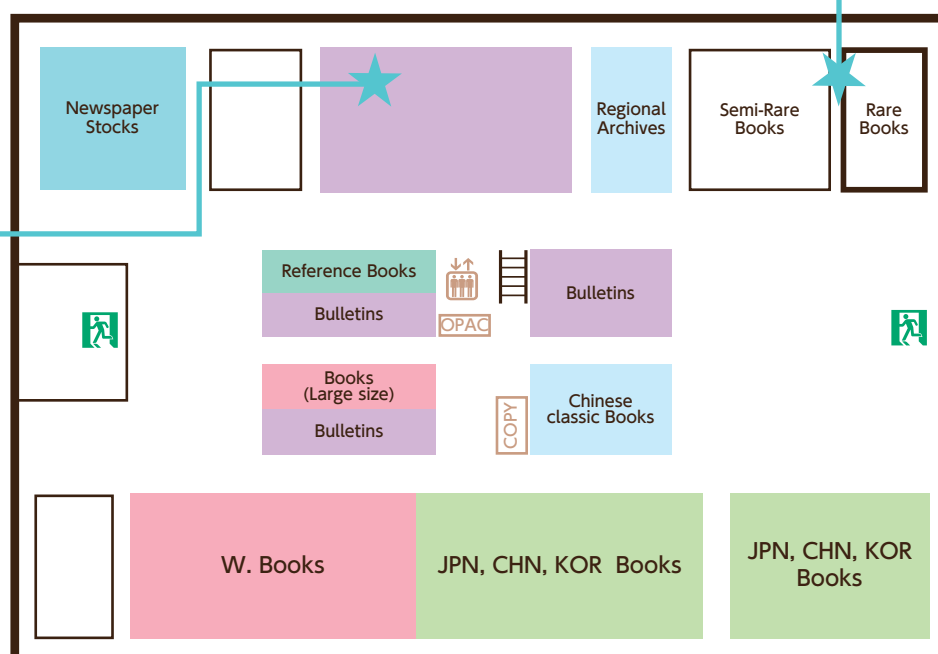 Newspaper
Stocks
Regional
Archives
Semi-Rare
Books
Rare
Books
Reference Books
Bulletins
OPAC
Bulletins
Books
(Large size)
Bulletins
COPY
Chinese
classic Books
W. Books
JPN, CHN, KOR Books
JPN, CHN, KOR
Books